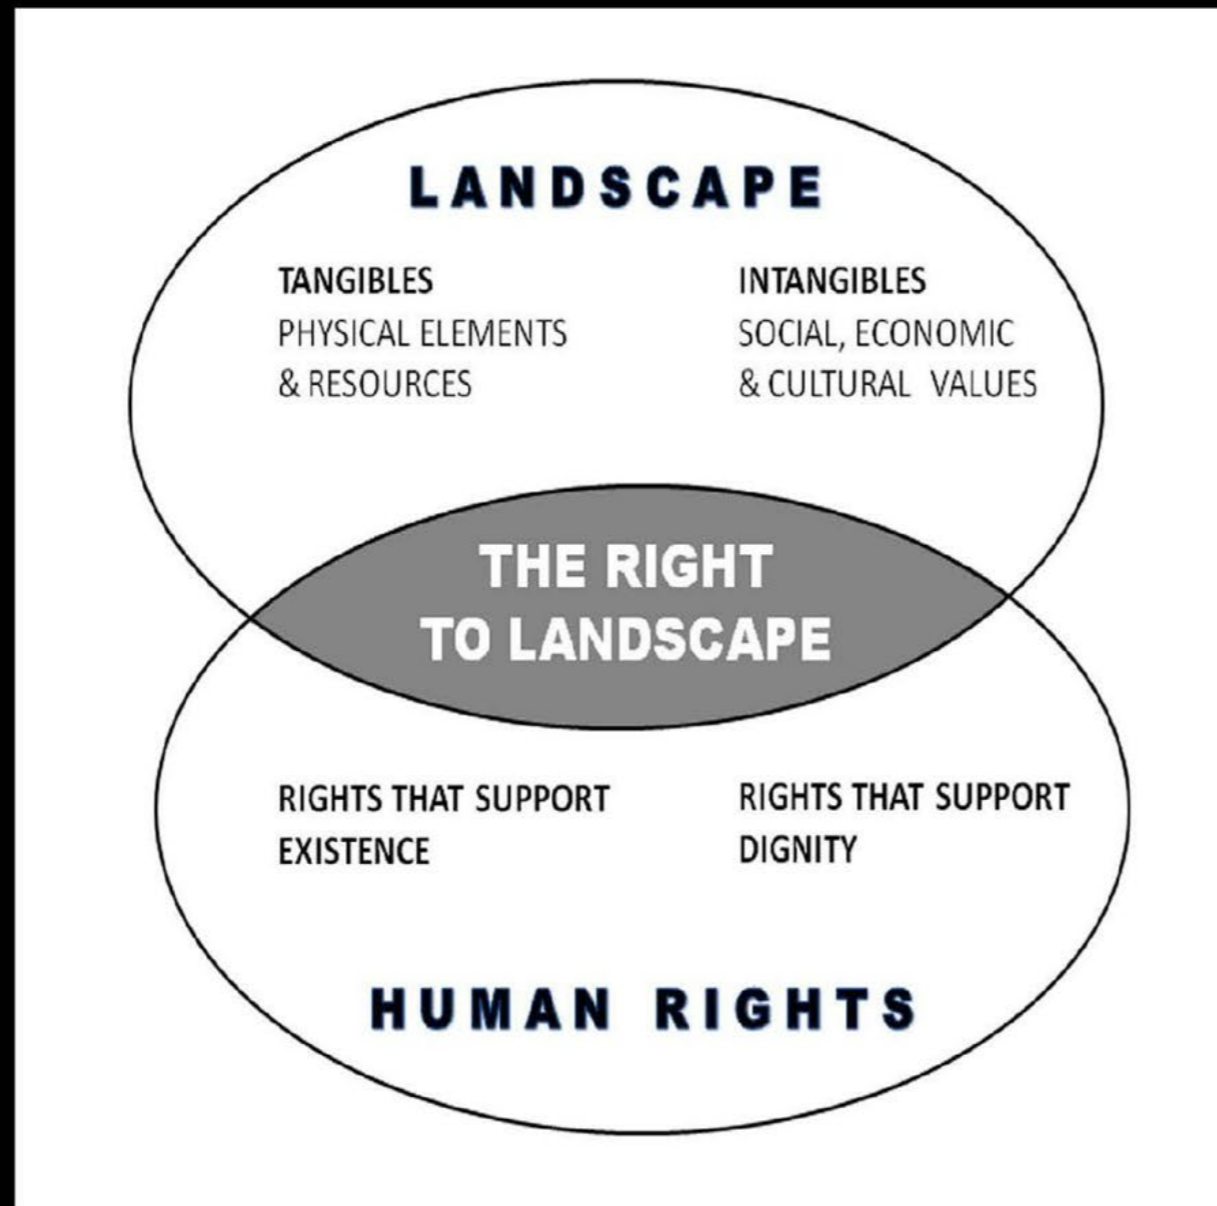 LANDSCAPE
TANGIBLES
PHYSICAL ELEMENTS
& RESOURCES
INTANGIBLES
SOCIAL, ECONOMIC
& CULTURAL VALUES
THE RIGHT
TO LANDSCAPE
RIGHTS THAT SUPPORT
EXISTENCE
RIGHTS THAT SUPPORT
DIGNITY
HUMAN RIGHTS